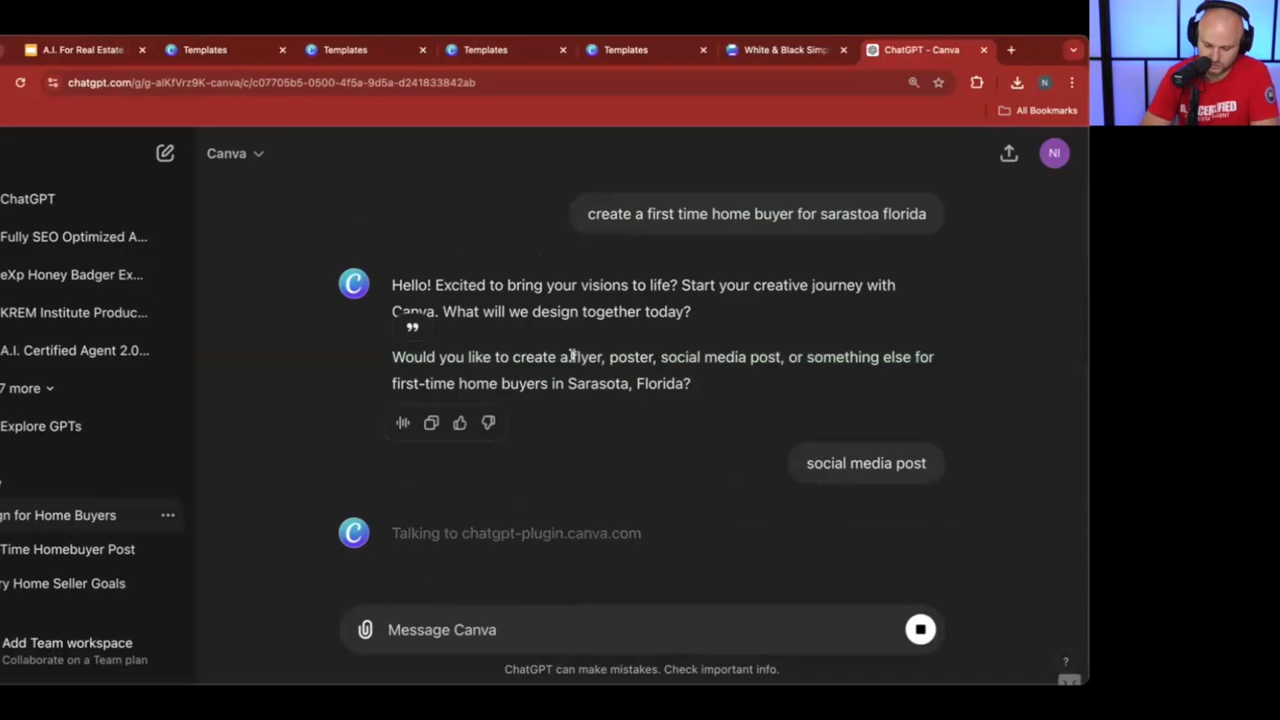 A.I. For Real Estate
Templates
Templates
Templates
Templates
White & Black Sim
ChatGPT - Canva
chatgpt.com/g/g-alKfVrz9K-canva/c/c07705b5-0500-4f5a-9d5a-d241833842ab
N
All Bookmarks
Canva
NI
ChatGPT
Fully SEO Optimized A...
eXp Honey Badger Ex...
KREM Institute Produc...
A.I. Certified Agent 2.0...
7 more
Explore GPTs
gn for Home Buyers
Time Homebuyer Post
ry Home Seller Goals
Add Team workspace
Collaborate on a Team plan
create a first time home buyer for sarastoa florida
Hello! Excited to bring your visions to life? Start your creative journey with
Canva. What will we design together today?
Would you like to create a flyer, poster, social media post, or something else for
first-time home buyers in Sarasota, Florida?
social media post
Talking to chatgpt-plugin.canva.com
Message Canva
ChatGPT can make mistakes. Check important info.
?
CERTIFIED